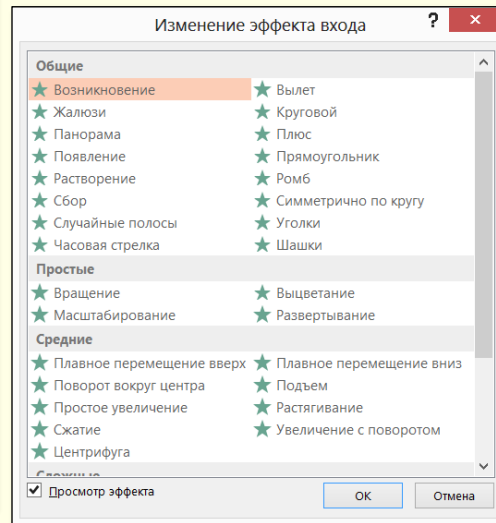 Изменение эффекта входа ?
Общие
Возникновение Вылет
Жалюзи Круговой
Панорама Плюс
Появление Прямоугольник
Растворение Ромб
Сбор Симметрично по кругу
Случайные полосы Уголки
Часовая стрелка Шашки
Простые
Вращение Выцветание
Масштабирование Развертывание
Средние
Плавное перемещение вверх Плавное перемещение вниз
Поворот вокруг центра Подъем
Простое увеличение Растягивание
Сжатие Увеличение с поворотом
Центрифуга
Сложные
Просмотр эффекта ОК Отмена